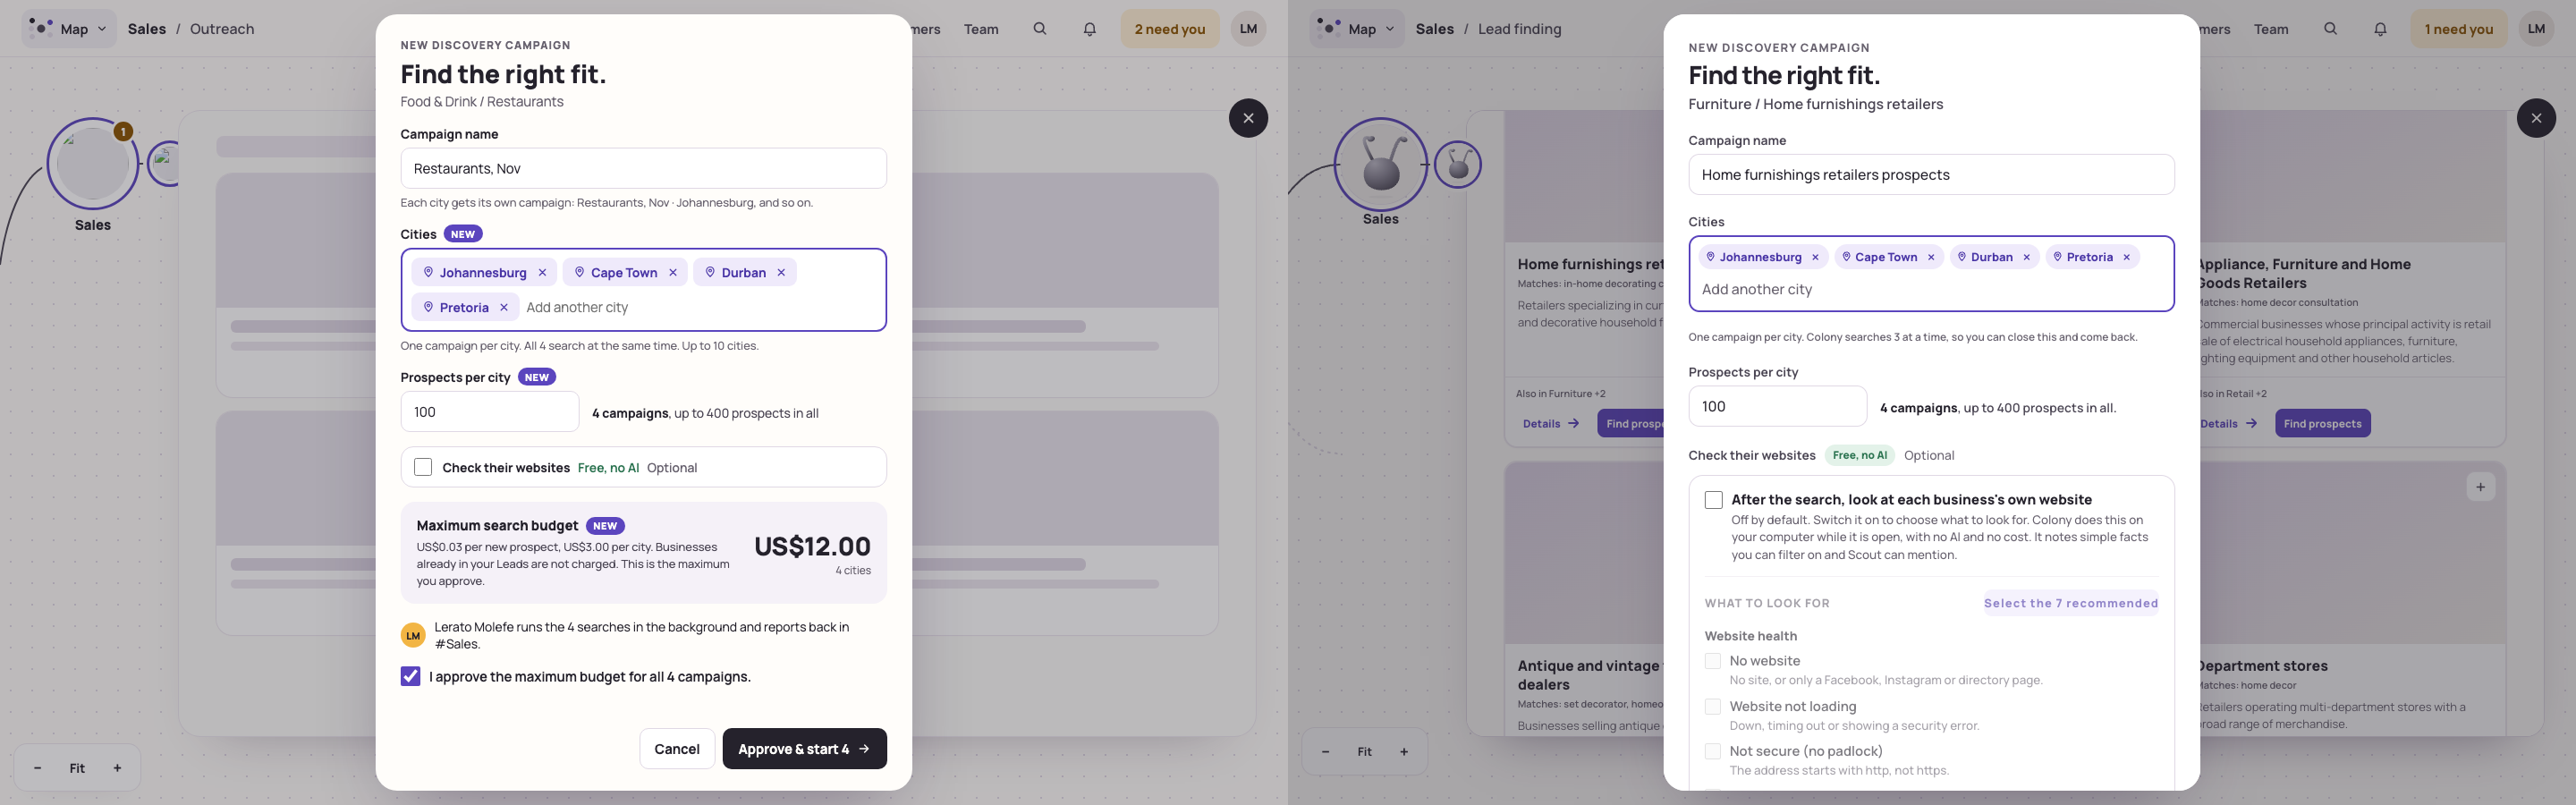 Map
Sales / Outreach
Team
2 need you
LM
1
Sales
Fit
NEW DISCOVERY CAMPAIGN
Find the right fit.
Food & Drink / Restaurants
Campaign name
Restaurants, Nov
Each city gets its own campaign: Restaurants, Nov · Johannesburg, and so on.
Cities NEW
Johannesburg
Cape Town
Durban
Pretoria
Add another city
One campaign per city. All 4 search at the same time. Up to 10 cities.
Prospects per city NEW
100
4 campaigns, up to 400 prospects in all
Check their websites Free, no AI Optional
Maximum search budget NEW
US$0.03 per new prospect, US$3.00 per city. Businesses
already in your Leads are not charged. This is the maximum
you approve.
US$12.00
4 cities
LM
Lerato Molefe runs the 4 searches in the background and reports back in
#Sales.
I approve the maximum budget for all 4 campaigns.
Cancel
Approve & start 4
Map
Sales / Lead finding
Team
1 need you
LM
Sales
Fit
Home furnishings ret
Matches: in-home decorating c
Retailers specializing in cur
and decorative household f
Also in Furniture +2
Details
Find prosp
Antique and vintage
dealers
Matches: set decorator, homeo
Businesses selling antique
NEW DISCOVERY CAMPAIGN
Find the right fit.
Furniture / Home furnishings retailers
Campaign name
Home furnishings retailers prospects
Cities
Johannesburg
Cape Town
Durban
Pretoria
Add another city
One campaign per city. Colony searches 3 at a time, so you can close this and come back.
Prospects per city
100
4 campaigns, up to 400 prospects in all.
Check their websites Free, no AI Optional
After the search, look at each business's own website
Off by default. Switch it on to choose what to look for. Colony does this on
your computer while it is open, with no AI and no cost. It notes simple facts
you can filter on and Scout can mention.
WHAT TO LOOK FOR
Select the 7 recommended
Website health
No website
No site, or only a Facebook, Instagram or directory page.
Website not loading
Down, timing out or showing a security error.
Not secure (no padlock)
The address starts with http, not https.
Appliance, Furniture and Home
Goods Retailers
Matches: home decor consultation
Commercial businesses whose principal activity is retail
sale of electrical household appliances, furniture,
lighting equipment and other household articles.
Also in Retail +2
Details
Find prospects
Department stores
Matches: home decor
Retailers operating multi-department stores with a
broad range of merchandise.